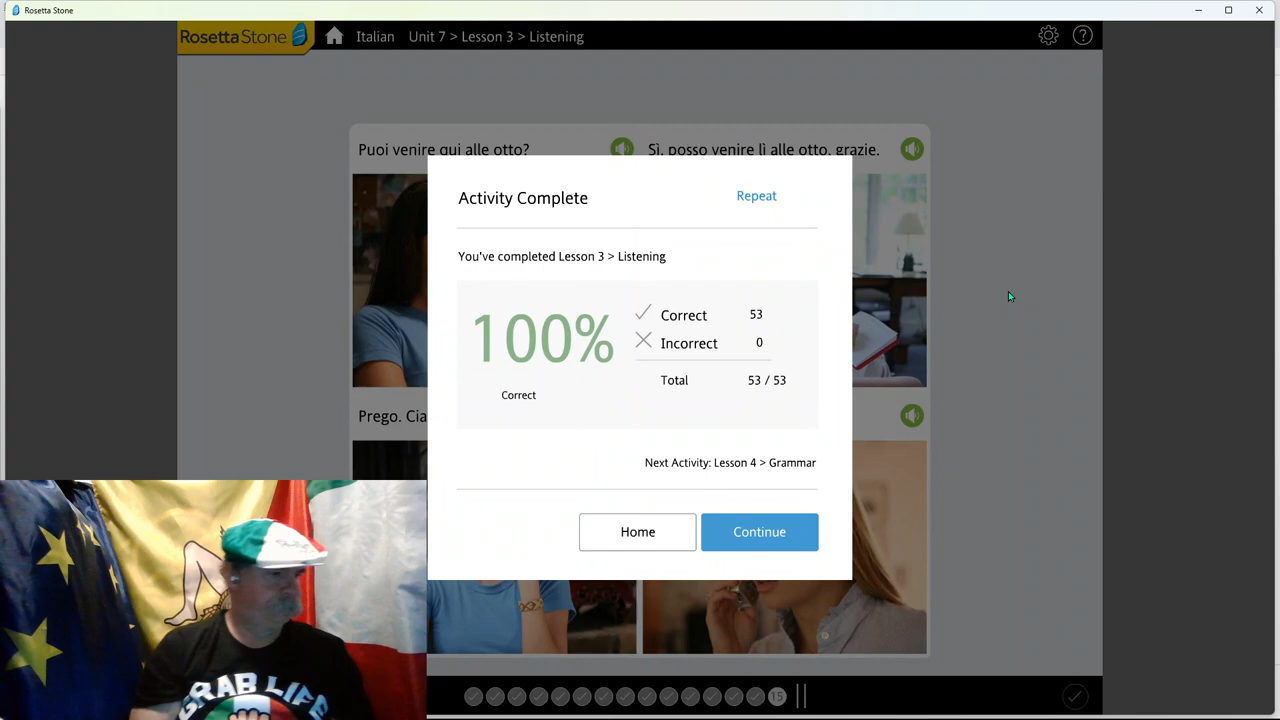 Rosetta Stone
RosettaStone
Italian Unit 7 > Lesson 3 > Listening
Puoi venire qui alle otto?
Sì, posso venire lì alle otto, grazie.
Activity Complete
Repeat
You've completed Lesson 3 > Listening
100%
Correct
Correct 53
Incorrect 0
Total 53 / 53
Prego. Cia
Next Activity: Lesson 4 > Grammar
Home
Continue
GRAB LIFE
15